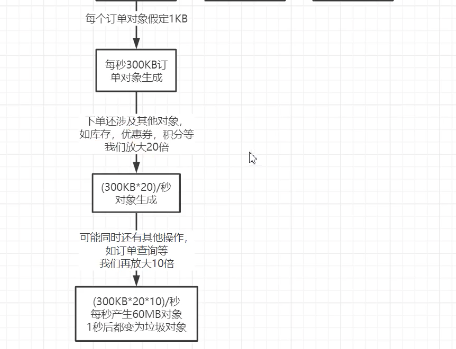 每个订单对象假定1KB
每秒300KB订
单对象生成
下单还涉及其他对象，
如库存，优惠券，积分等
我们放大20倍
(300KB*20)/秒
对象生成
可能同时还有其他操作，
如订单查询等
我们再放大10倍
(300KB*20*10)/秒
每秒产生60MB对象
1秒后都变为垃圾对象